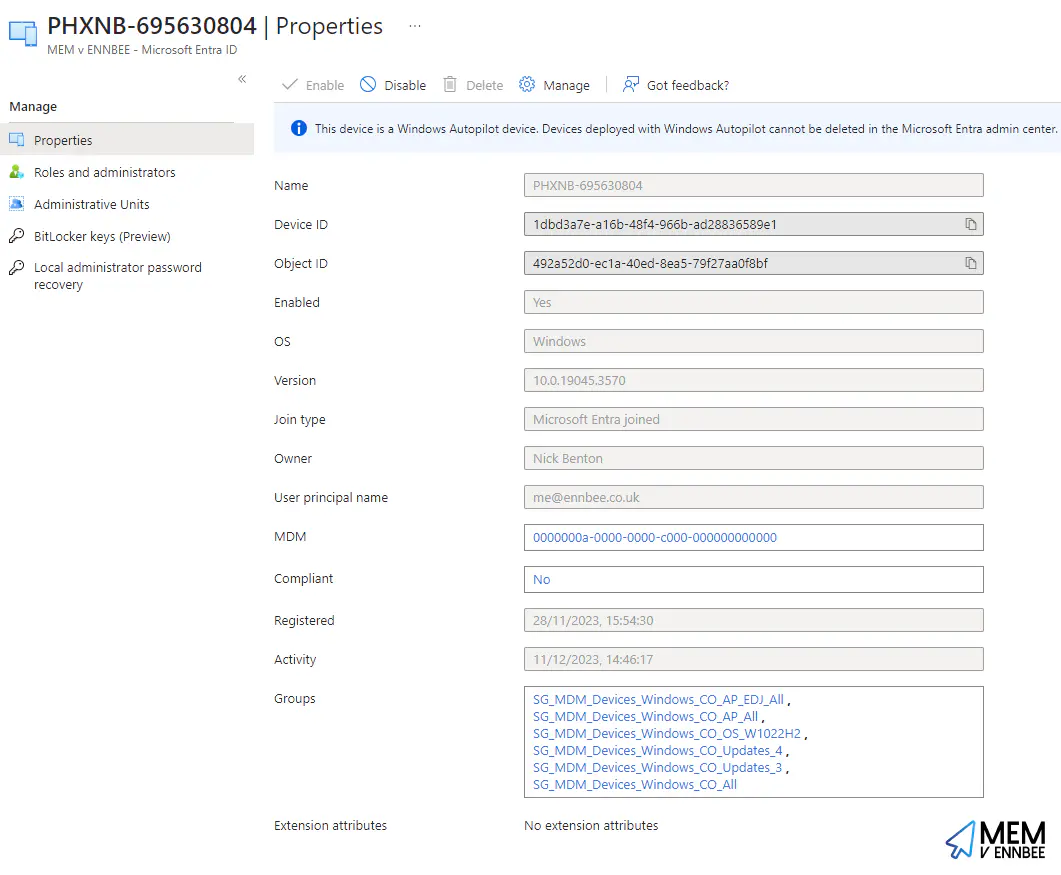 PHXNB-695630804 | Properties ...
MEM v ENNBEE - Microsoft Entra ID
«
Enable Disable Delete Manage | Got feedback?
Manage
Properties
Roles and administrators
Administrative Units
BitLocker keys (Preview)
Local administrator password
recovery
This device is a Windows Autopilot device. Devices deployed with Windows Autopilot cannot be deleted in the Microsoft Entra admin center.
Name PHXNB-695630804
Device ID 1dbd3a7e-a16b-48f4-966b-ad28836589e1
Object ID 492a52d0-ec1a-40ed-8ea5-79f27aa0f8bf
Enabled Yes
OS Windows
Version 10.0.19045.3570
Join type Microsoft Entra joined
Owner Nick Benton
User principal name me@ennbee.co.uk
MDM 0000000a-0000-0000-c000-000000000000
Compliant No
Registered 28/11/2023, 15:54:30
Activity 11/12/2023, 14:46:17
Groups SG_MDM_Devices_Windows_CO_AP_EDJ_All ,
SG_MDM_Devices_Windows_CO_AP_All ,
SG_MDM_Devices_Windows_CO_OS_W1022H2 ,
SG_MDM_Devices_Windows_CO_Updates_4 ,
SG_MDM_Devices_Windows_CO_Updates_3 ,
SG_MDM_Devices_Windows_CO_All
Extension attributes No extension attributes
MEM
V ENNBEE